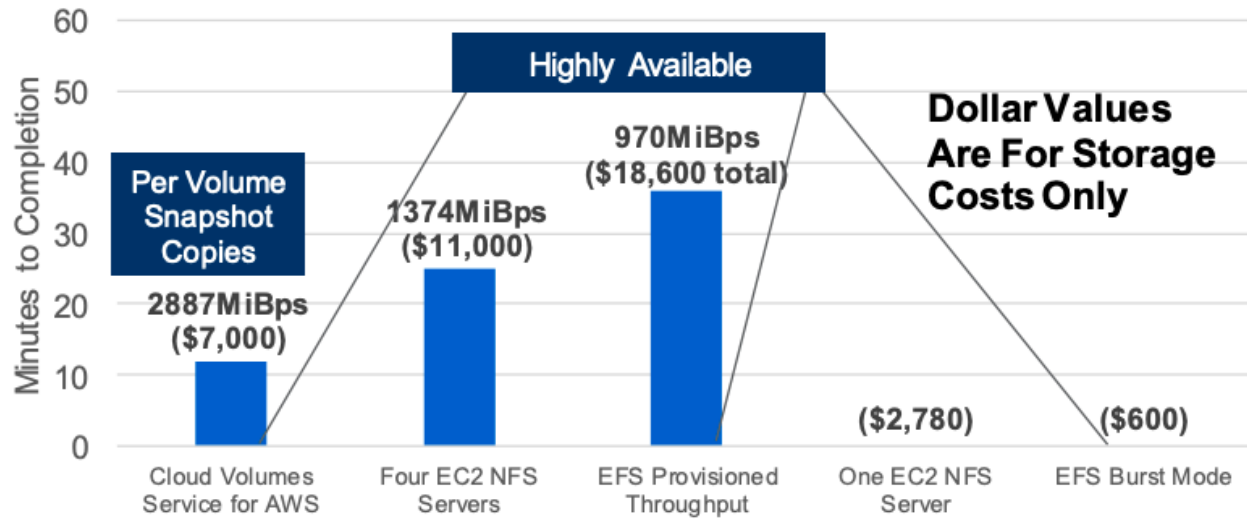 60
50
40
30
20
10
0
Minutes to Completion
Highly Available
Dollar Values
Are For Storage
Costs Only
Per Volume
Snapshot
Copies
2887MiBps
($7,000)
1374MiBps
($11,000)
970MiBps
($18,600 total)
($2,780)
($600)
Cloud Volumes
Service for AWS
Four EC2 NFS
Servers
EFS Provisioned
Throughput
One EC2 NFS
Server
EFS Burst Mode